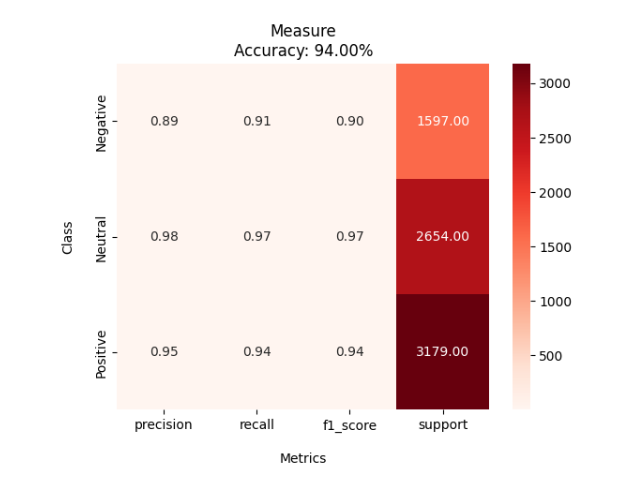 Measure
Accuracy: 94.00%
Class
Negative 0.89 0.91 0.90 1597.00
Neutral 0.98 0.97 0.97 2654.00
Positive 0.95 0.94 0.94 3179.00
precision recall f1_score support
Metrics
3000
2500
2000
1500
1000
500